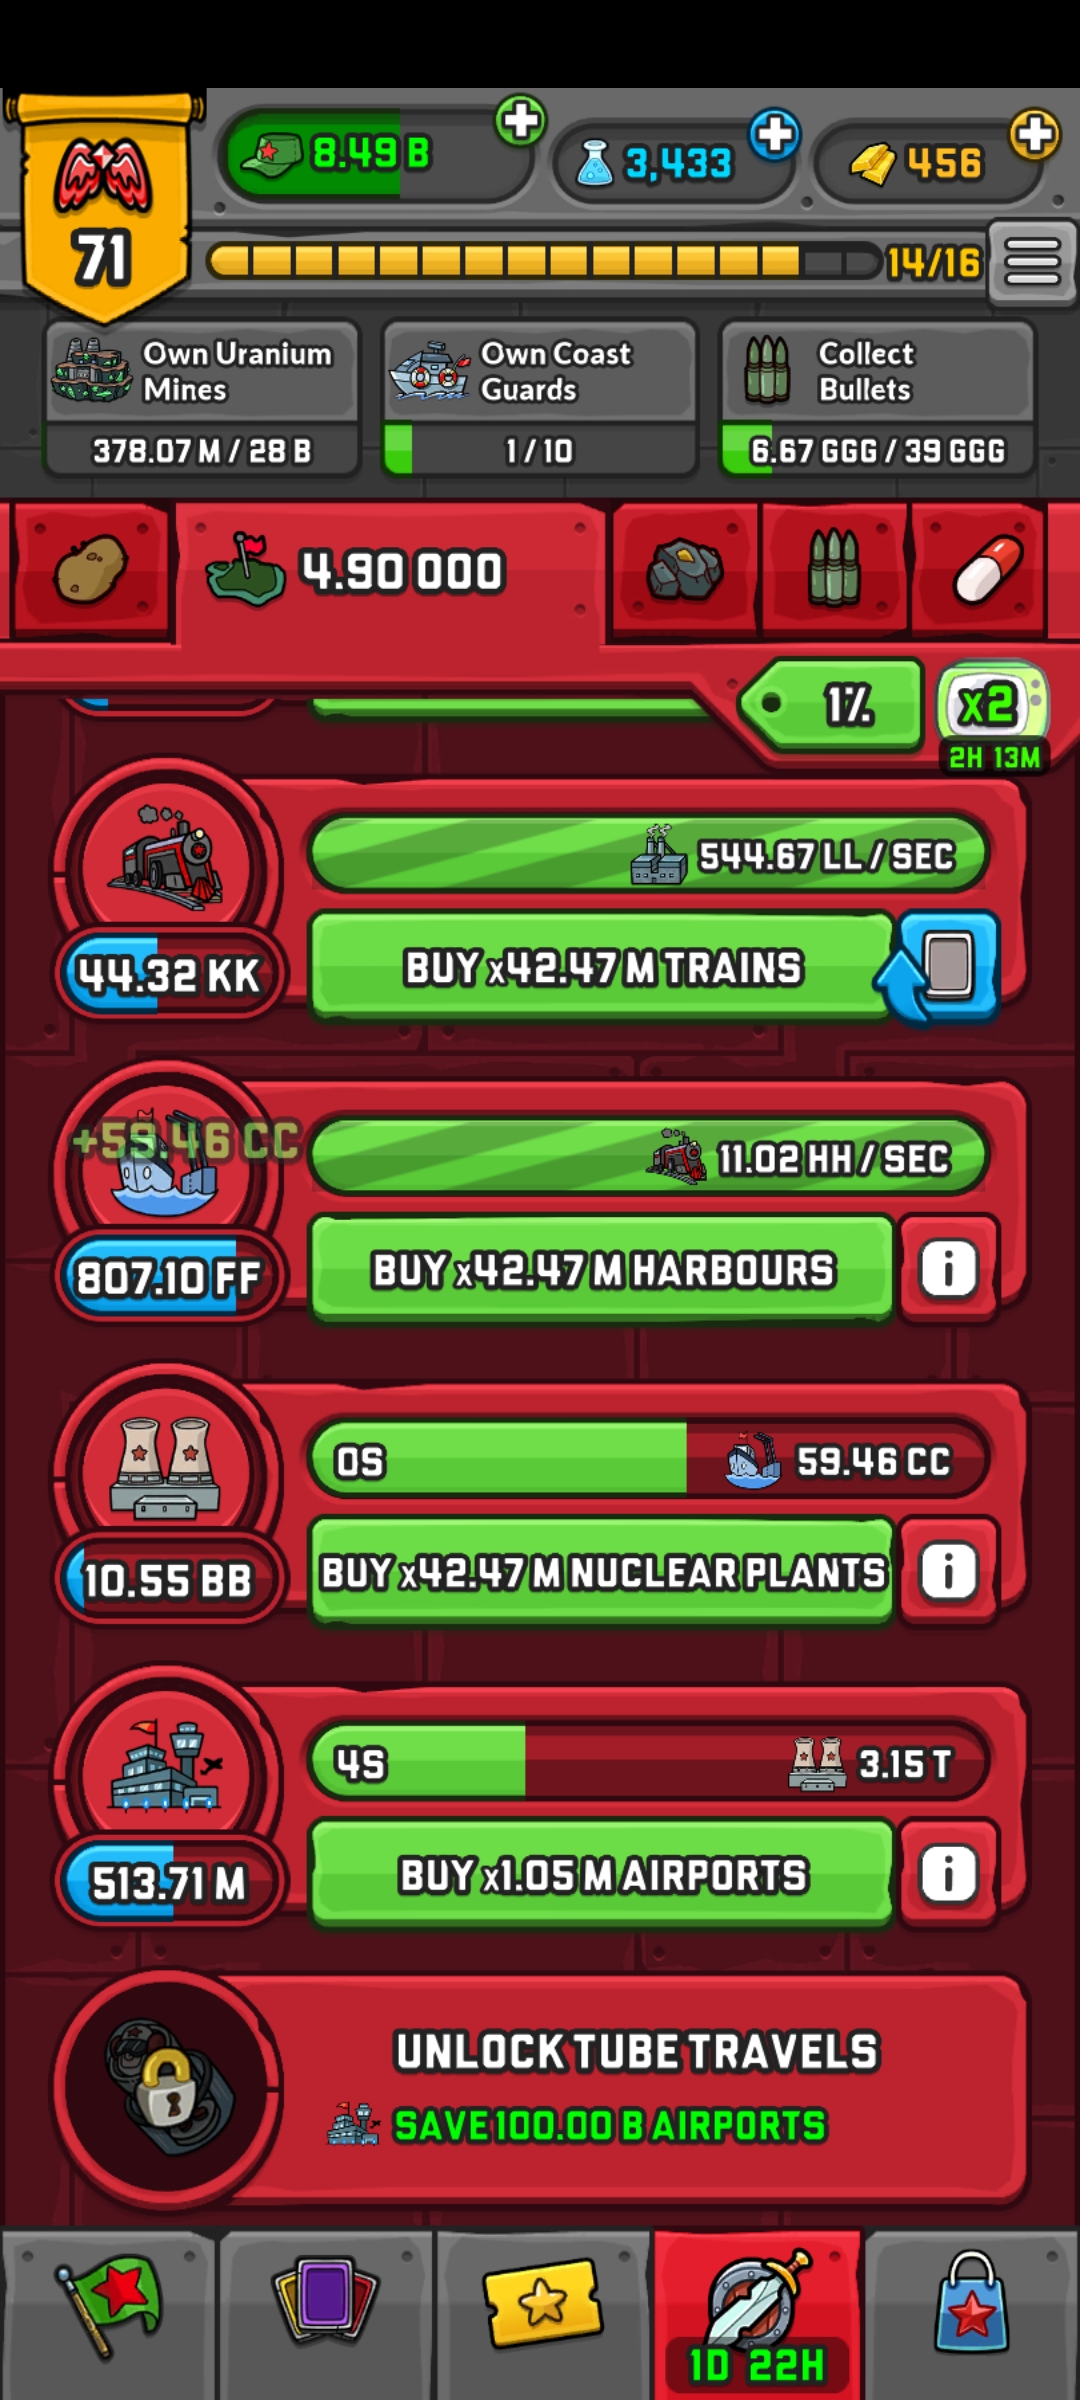 8.49 B
3,433
456
71
14/16
Own Uranium
Mines
378.07 M / 28 B
Own Coast
Guards
1 / 10
Collect
Bullets
6.67 GGG / 39 GGG
4.90 000
1%
x2
2H 13M
544.67 LL / SEC
44.32 KK
BUY x42.47 M TRAINS
+59.46 CC
11.02 HH / SEC
807.10 FF
BUY x42.47 M HARBOURS
i
0S
59.46 CC
10.55 BB
BUY x42.47 M NUCLEAR PLANTS
i
4S
3.15 T
513.71 M
BUY x1.05 M AIRPORTS
i
UNLOCK TUBE TRAVELS
SAVE 100.00 B AIRPORTS
1D 22H